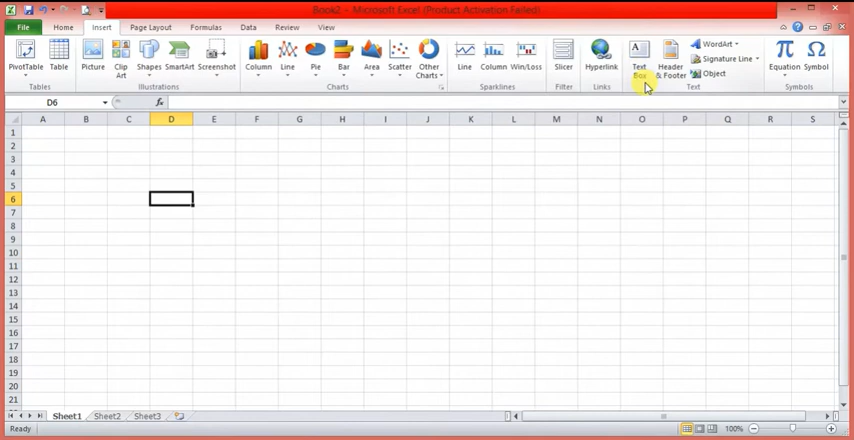 Book2 - Microsoft Excel (Product Activation Failed)
File Home Insert Page Layout Formulas Data Review View
PivotTable Table Picture Clip Art Shapes SmartArt Screenshot Column Line Pie Bar Area Scatter Other Charts Line Column Win/Loss Slicer Hyperlink Text Box Header & Footer WordArt Signature Line Object Equation Symbol
Tables Illustrations Charts Sparklines Filter Links Text Symbols
D6 fx
A B C D E F G H I J K L M N O P Q R S
1
2
3
4
5
6
7
8
9
10
11
12
13
14
15
16
17
18
19
20
21
Sheet1 Sheet2 Sheet3
Ready 100%